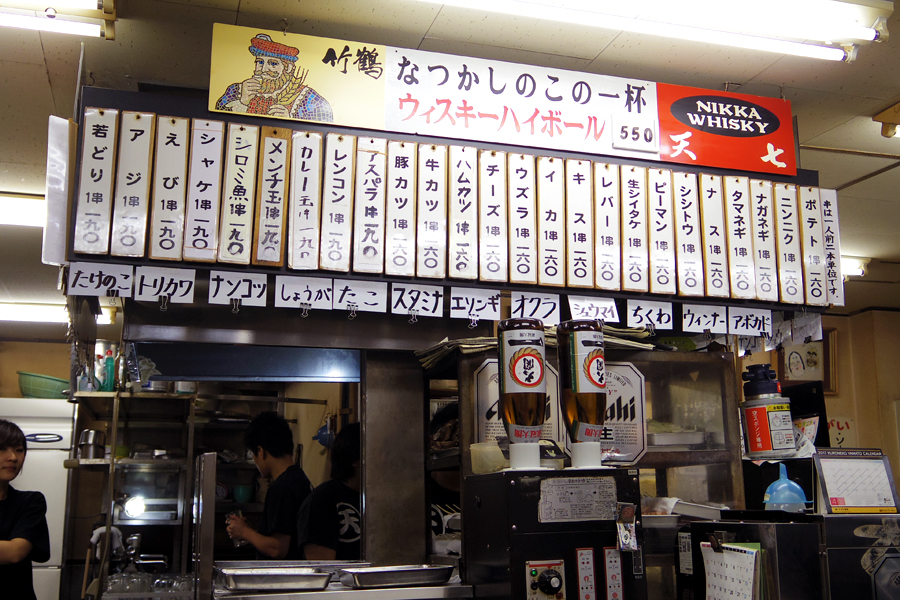 竹鶴
なつかしのこの一杯
ウィスキーハイボール
550
NIKKA
WHISKY
天七
若どり 1串 一九〇
アジ 1串 一九〇
えび 1串 一九〇
シャケ 1串 一九〇
シロミ魚 1串 一九〇
メンチ玉 1串 一九〇
カレー玉 1串 一九〇
レンコン 1串 一九〇
アスパラ 1串 一九〇
豚カツ 1串 一六〇
牛カツ 1串 一六〇
ハムカツ 1串 一六〇
チーズ 1串 一六〇
ウズラ 1串 一六〇
イカ 1串 一六〇
キス 1串 一六〇
レバー 1串 一六〇
生シイタケ 1串 一六〇
ピーマン 1串 一六〇
シシトウ 1串 一六〇
ナス 1串 一六〇
タマネギ 1串 一六〇
ナガネギ 1串 一六〇
ニンニク 1串 一六〇
ポテト 1串 一六〇
串は一人前二本単位です。
たけのこ
トリカワ
ナンコツ
しょうが
たこ
スタミナ
エリンギ
オクラ
シュウマイ
ちくわ
ウィンナー
アボカド
大関
大関
Asahi
天